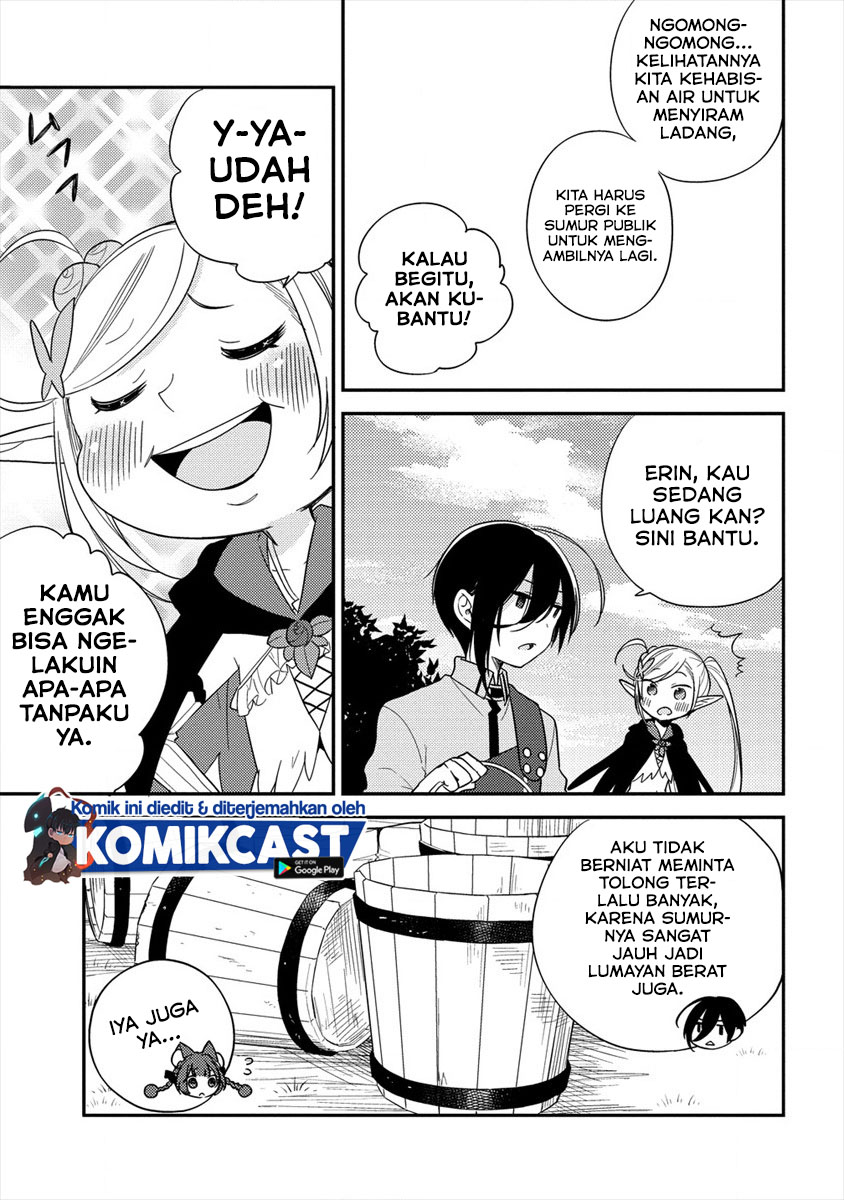 NGOMONG-
NGOMONG...
KELIHATANNYA
KITA KEHABIS-
AN AIR UNTUK
MENYIRAM
LADANG,
KITA HARUS
PERGI KE
SUMUR PUBLIK
UNTUK MENG-
AMBILNYA LAGI.
KALAU
BEGITU,
AKAN KU-
BANTU!
Y-YA-
UDAH
DEH!
ERIN, KAU
SEDANG
LUANG KAN?
SINI BANTU.
KAMU
ENGGAK
BISA NGE-
LAKUIN
APA-APA
TANPAKU
YA.
Komik ini diedit & diterjemahkan oleh
KOMIKCAST
GET IT ON
Google Play
AKU TIDAK
BERNIAT MEMINTA
TOLONG TER-
LALU BANYAK,
KARENA SUMUR-
NYA SANGAT
JAUH JADI
LUMAYAN BERAT
JUGA.
IYA JUGA
YA...